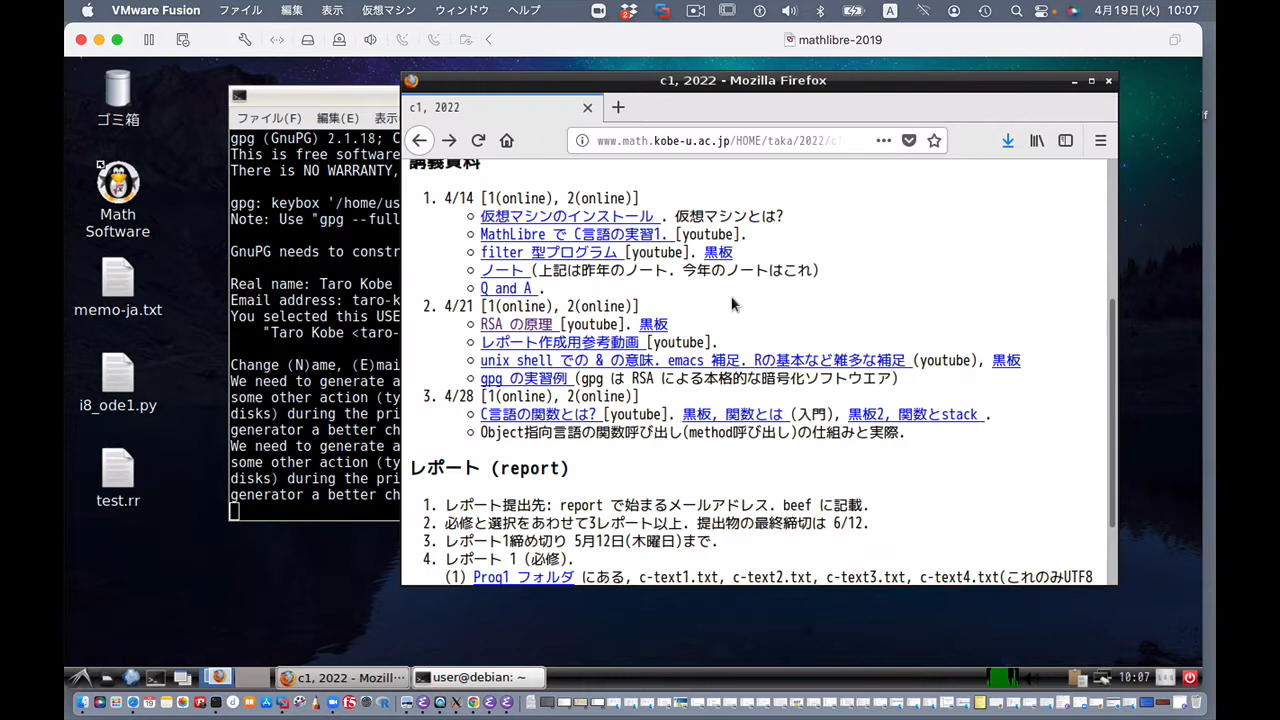 VMware Fusion ファイル 編集 表示 仮想マシン ウィンドウ ヘルプ A 4月19日(火) 10:07
mathlibre-2019
ゴミ箱
Math
Software
memo-ja.txt
i8_ode1.py
test.rr
ファイル(F) 編集(E) 表示
gpg (GnuPG) 2.1.18; C
This is free software
There is NO WARRANTY,
gpg: keybox '/home/us
Note: Use "gpg --full
GnuPG needs to constr
Real name: Taro Kobe
Email address: taro-k
You selected this USE
"Taro Kobe <taro-
Change (N)ame, (E)mai
We need to generate a
some other action (ty
disks) during the pri
generator a better ch
We need to generate a
some other action (ty
disks) during the pri
generator a better ch
c1, 2022 - Mozilla Firefox
c1, 2022
www.math.kobe-u.ac.jp/HOME/taka/2022/c
講義資料
1. 4/14 [1(online), 2(online)]
仮想マシンのインストール . 仮想マシンとは?
MathLibre で C言語の実習1. [youtube].
filter 型プログラム [youtube]. 黒板
ノート (上記は昨年のノート. 今年のノートはこれ)
Q and A .
2. 4/21 [1(online), 2(online)]
RSA の原理 [youtube]. 黒板
レポート作成用参考動画 [youtube].
unix shell での & の意味. emacs 補足. Rの基本など雑多な補足 (youtube), 黒板
gpg の実習例 (gpg は RSA による本格的な暗号化ソフトウエア)
3. 4/28 [1(online), 2(online)]
C言語の関数とは? [youtube]. 黒板, 関数とは (入門), 黒板2, 関数とstack .
Object指向言語の関数呼び出し(method呼び出し)の仕組みと実際.
レポート (report)
1. レポート提出先: report で始まるメールアドレス. beef に記載.
2. 必修と選択をあわせて3レポート以上. 提出物の最終締切は 6/12.
3. レポート1締め切り 5月12日(木曜日)まで.
4. レポート 1 (必修).
(1) Prog1 フォルダ にある, c-text1.txt, c-text2.txt, c-text3.txt, c-text4.txt(これのみUTF8
c1, 2022 - Mozill… user@debian: ~ 10:07